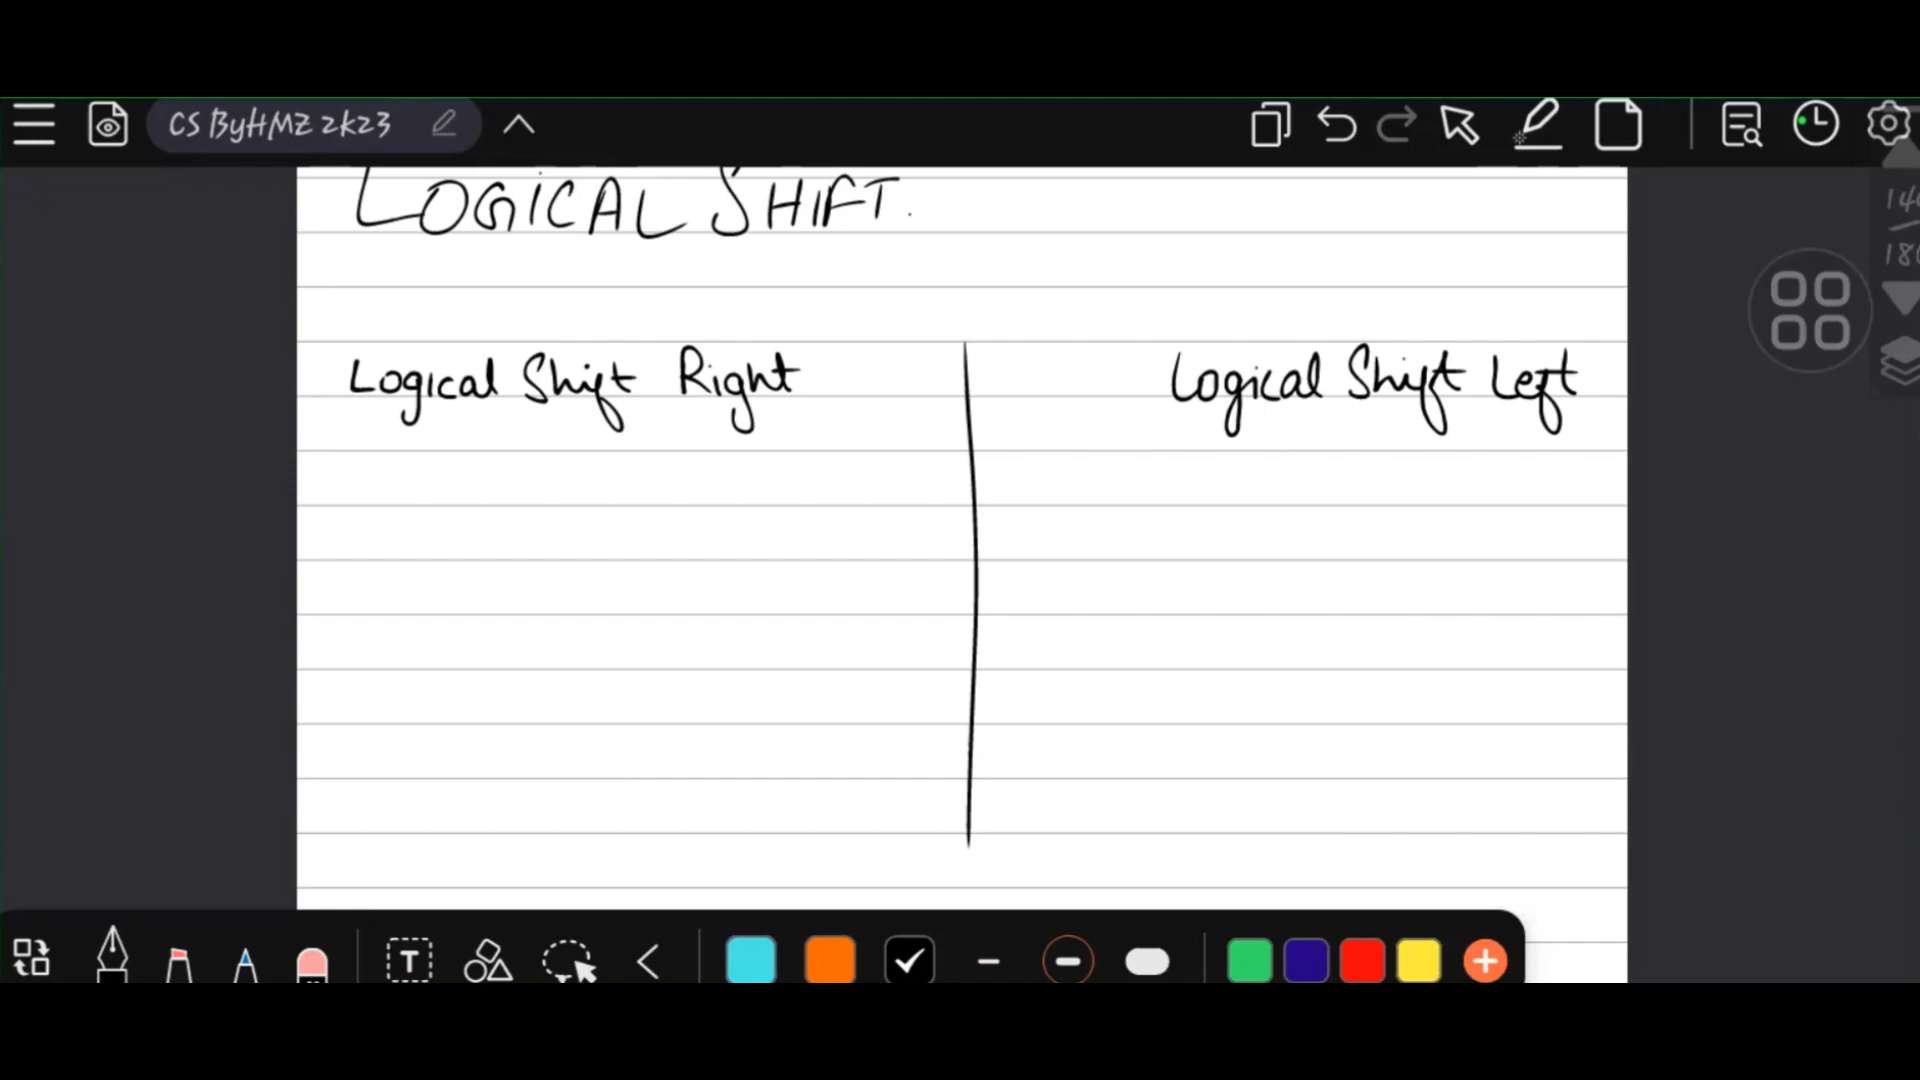 CS ByHMZ 2k23
LOGICAL SHIFT.
Logical Shift Right
Logical Shift Left
T